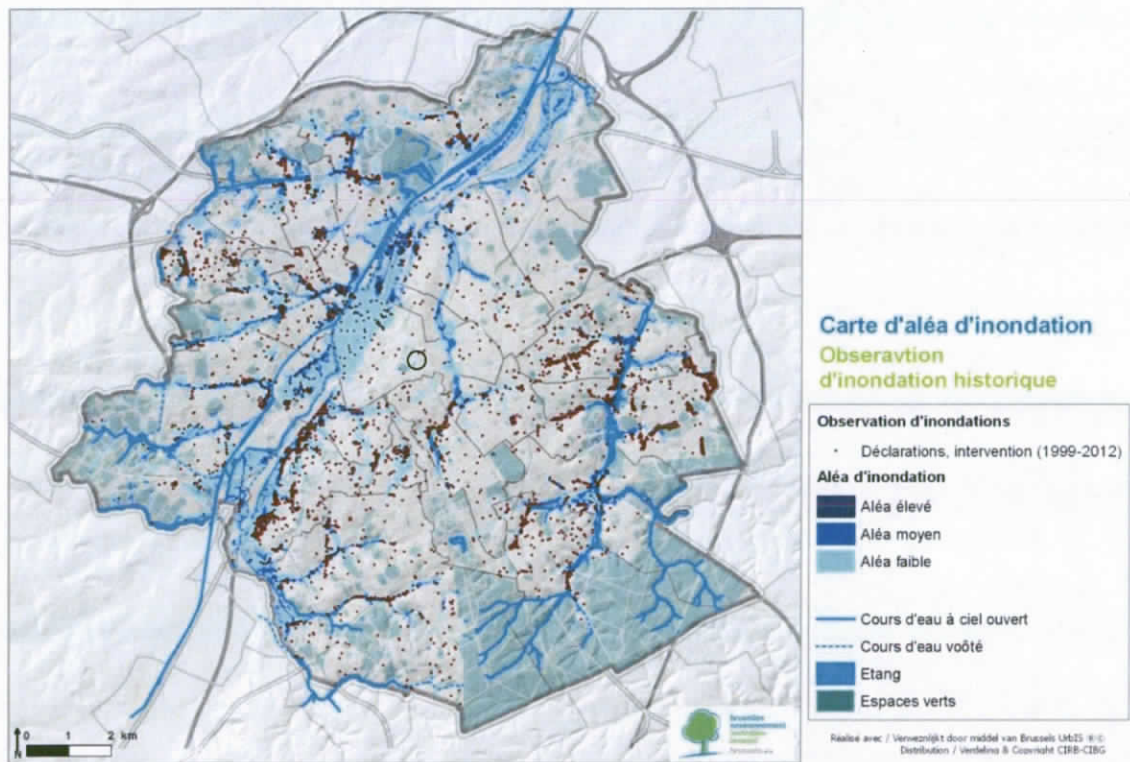 Carte d'aléa d'inondation
Obseravtion
d'inondation historique
Observation d'inondations
Déclarations, intervention (1999-2012)
Aléa d'inondation
Aléa élevé
Aléa moyen
Aléa faible
Cours d'eau à ciel ouvert
Cours d'eau voôté
Etang
Espaces verts
0 1 2 km
N
Réalisé avec / Verwezenlijkt door middel van Brussels UrbIS ®©
Distribution / Verdeling & Copyright CIRB-CIBG